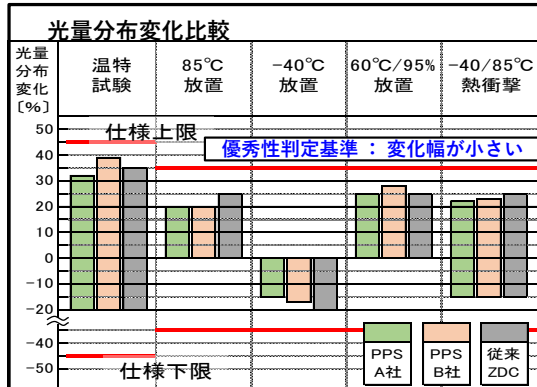 光量分布変化比較
光量
分布
変化
〔%〕
温特
試験
85℃
放置
−40℃
放置
60℃/95%
放置
−40/85℃
熱衝撃
50
40
30
20
10
0
−10
−20
−40
−50
仕様上限
優秀性判定基準 : 変化幅が小さい
仕様下限
PPS
A社
PPS
B社
従来
ZDC